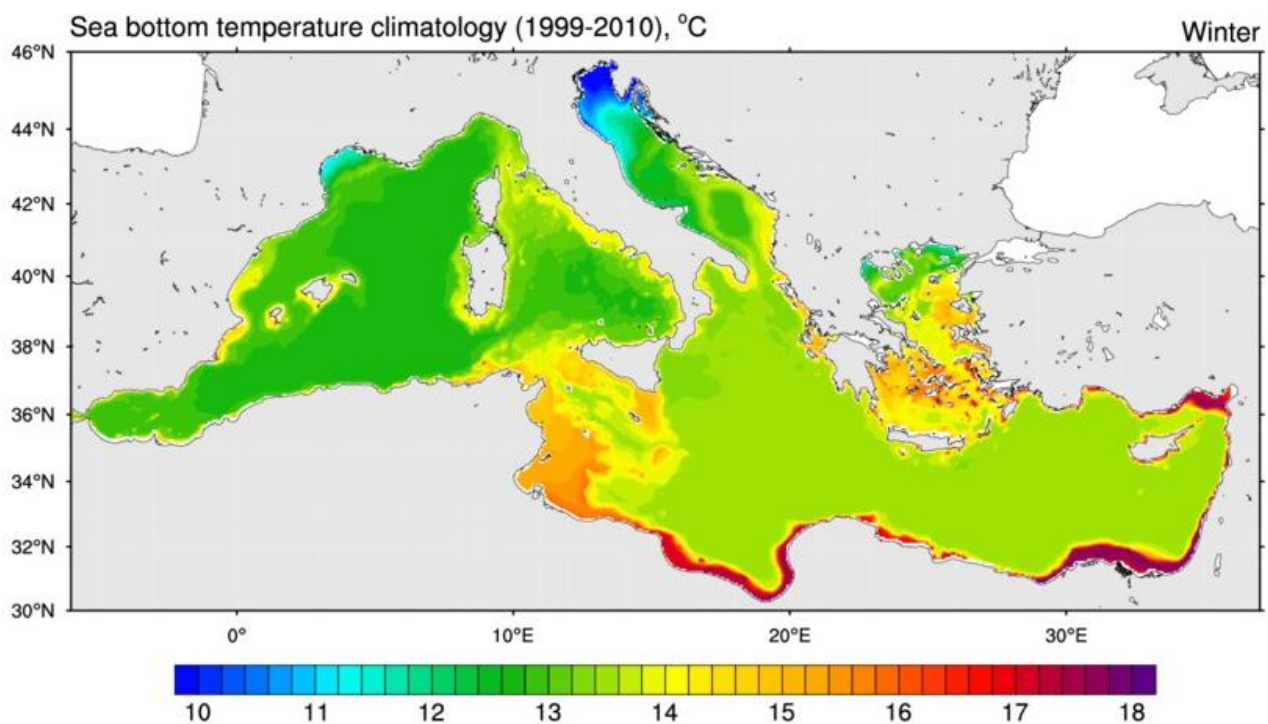 Sea bottom temperature climatology (1999-2010), °C
Winter
46°N
44°N
42°N
40°N
38°N
36°N
34°N
32°N
30°N
0° 10°E 20°E 30°E
10 11 12 13 14 15 16 17 18